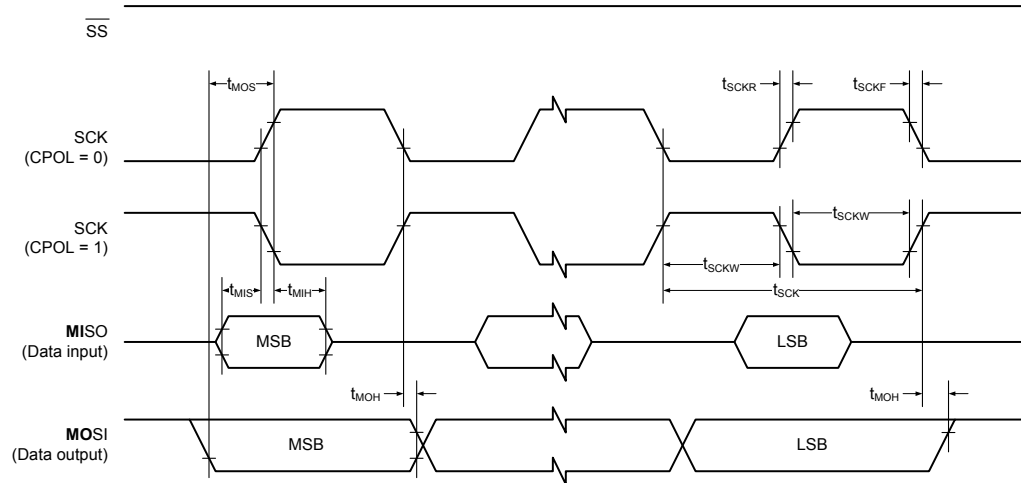 SS
tMOS
tSCKR
tSCKF
SCK
(CPOL = 0)
SCK
(CPOL = 1)
tSCKW
tSCKW
tSCK
tMIS
tMIH
MISO
(Data input)
MSB
LSB
tMOH
tMOH
MOSI
(Data output)
MSB
LSB